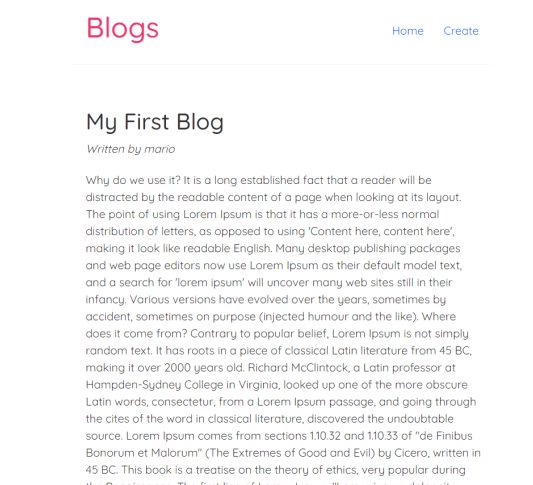 Blogs
Home Create
My First Blog
Written by mario
Why do we use it? It is a long established fact that a reader will be
distracted by the readable content of a page when looking at its layout.
The point of using Lorem Ipsum is that it has a more-or-less normal
distribution of letters, as opposed to using 'Content here, content here',
making it look like readable English. Many desktop publishing packages
and web page editors now use Lorem Ipsum as their default model text,
and a search for 'lorem ipsum' will uncover many web sites still in their
infancy. Various versions have evolved over the years, sometimes by
accident, sometimes on purpose (injected humour and the like). Where
does it come from? Contrary to popular belief, Lorem Ipsum is not simply
random text. It has roots in a piece of classical Latin literature from 45 BC,
making it over 2000 years old. Richard McClintock, a Latin professor at
Hampden-Sydney College in Virginia, looked up one of the more obscure
Latin words, consectetur, from a Lorem Ipsum passage, and going through
the cites of the word in classical literature, discovered the undoubtable
source. Lorem Ipsum comes from sections 1.10.32 and 1.10.33 of "de Finibus
Bonorum et Malorum" (The Extremes of Good and Evil) by Cicero, written in
45 BC. This book is a treatise on the theory of ethics, very popular during